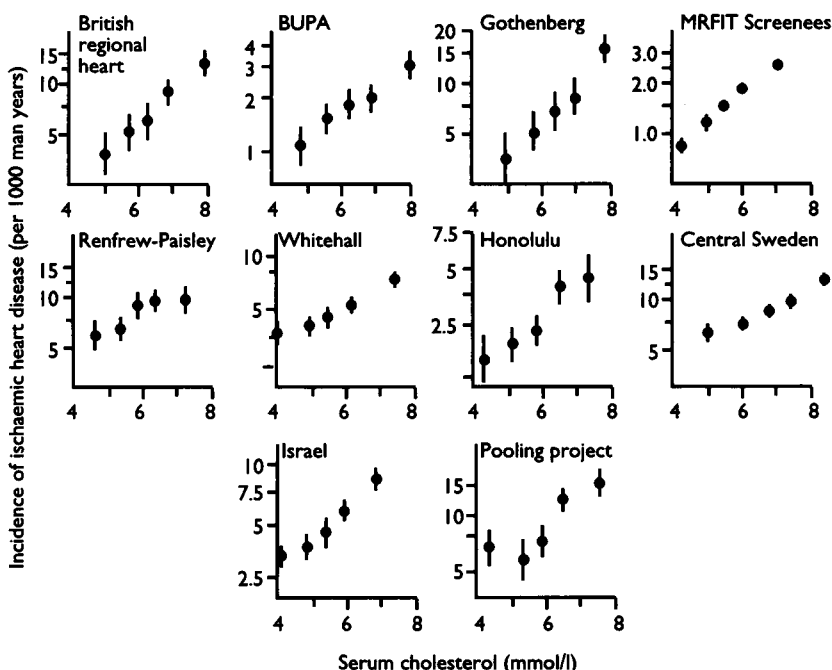 Incidence of ischaemic heart disease (per 1000 man years)
British
regional
heart
15
10
5
4 6 8
BUPA
4
3
2
1
4 6 8
Gothenberg
20
15
10
5
4 6 8
MRFIT Screenees
3.0
2.0
1.0
4 6 8
Renfrew-Paisley
15
10
5
4 6 8
Whitehall
10
5
4 6 8
Honolulu
7.5
5
2.5
4 6 8
Central Sweden
15
10
5
4 6 8
Israel
10
7.5
5
2.5
4 6 8
Pooling project
15
10
5
4 6 8
Serum cholesterol (mmol/l)